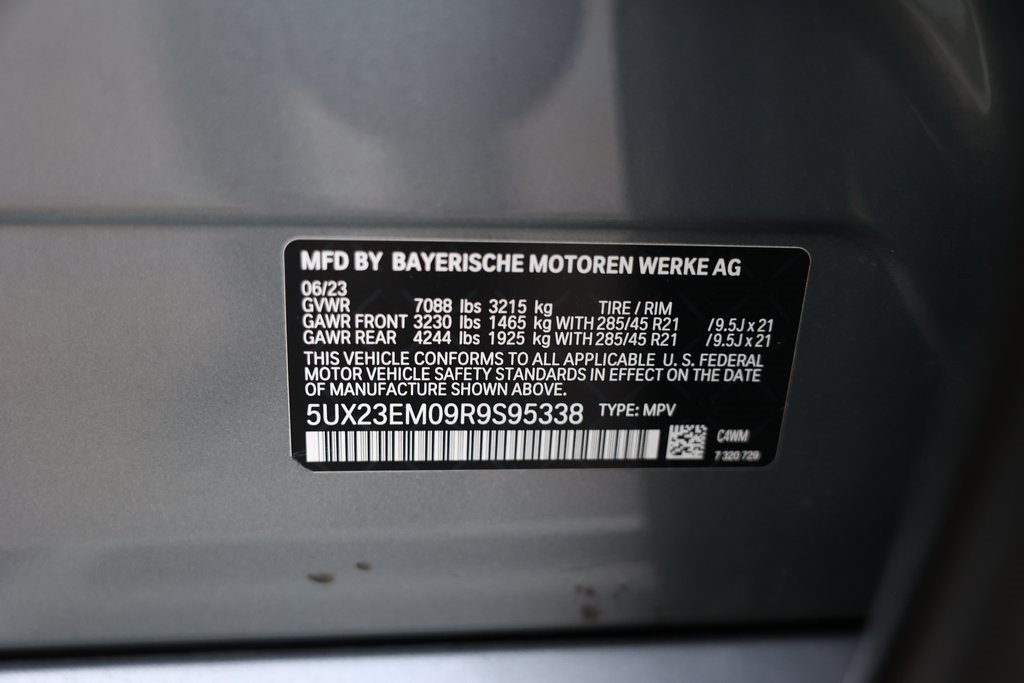 MFD BY BAYERISCHE MOTOREN WERKE AG
06/23
GVWR 7088 lbs 3215 kg TIRE / RIM
GAWR FRONT 3230 lbs 1465 kg WITH 285/45 R21 /9.5J x 21
GAWR REAR 4244 lbs 1925 kg WITH 285/45 R21 /9.5J x 21
THIS VEHICLE CONFORMS TO ALL APPLICABLE U. S. FEDERAL
MOTOR VEHICLE SAFETY STANDARDS IN EFFECT ON THE DATE
OF MANUFACTURE SHOWN ABOVE.
5UX23EM09R9S95338 TYPE: MPV
C4WM
7 320 729